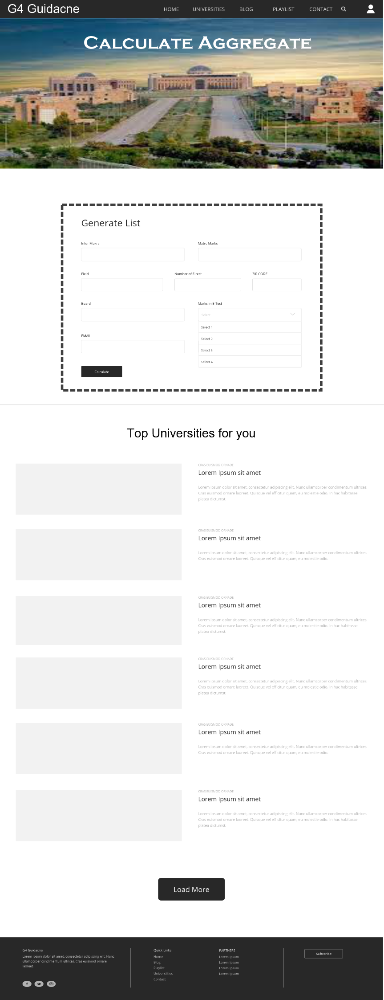 G4 Guidacne
HOME UNIVERSITIES BLOG PLAYLIST CONTACT
CALCULATE AGGREGATE
Generate List
Inter Makrs
Matrc Marks
Field
Number of E-test
ZIP CODE
Board
Marks in E-Test
Select
Select 1
Select 2
Select 3
Select 4
EMAIL
Calculate
Top Universities for you
CRAS EUISMOD ORNADE
Lorem Ipsum sit amet
Lorem ipsum dolor sit amet, consectetur adipiscing elit. Nunc ullamcorper condimentum ultrices.
Cras euismod ornare laoreet. Quisque vel efficitur quam, eu molestie odio. In hac habitasse
platea dictumst.
CRAS EUISMOD ORNADE
Lorem Ipsum sit amet
Lorem ipsum dolor sit amet, consectetur adipiscing elit. Nunc ullamcorper condimentum ultrices.
Cras euismod ornare laoreet. Quisque vel efficitur quam, eu molestie odio.
CRAS EUISMOD ORNADE
Lorem Ipsum sit amet
Lorem ipsum dolor sit amet, consectetur adipiscing elit. Nunc ullamcorper condimentum ultrices.
Cras euismod ornare laoreet. Quisque vel efficitur quam, eu molestie odio. In hac habitasse
platea dictumst.
CRAS EUISMOD ORNADE
Lorem Ipsum sit amet
Lorem ipsum dolor sit amet, consectetur adipiscing elit. Nunc ullamcorper condimentum ultrices.
Cras euismod ornare laoreet. Quisque vel efficitur quam, eu molestie odio. In hac habitasse
platea dictumst.
CRAS EUISMOD ORNADE
Lorem Ipsum sit amet
Lorem ipsum dolor sit amet, consectetur adipiscing elit. Nunc ullamcorper condimentum ultrices.
Cras euismod ornare laoreet. Quisque vel efficitur quam, eu molestie odio.
CRAS EUISMOD ORNADE
Lorem Ipsum sit amet
Lorem ipsum dolor sit amet, consectetur adipiscing elit. Nunc ullamcorper condimentum ultrices.
Cras euismod ornare laoreet. Quisque vel efficitur quam, eu molestie odio. In hac habitasse
platea dictumst.
Load More
G4 Guidacne
Lorem ipsum dolor sit amet, consectetur adipiscing elit. Nunc
ullamcorper condimentum ultrices. Cras euismod ornare
laoreet.
Quick Links
Home
Blog
Playlist
Universiities
Contact
PARTNERS
Lorem Ipsum
Lorem Ipsum
Lorem Ipsum
Lorem Ipsum
Subccribe